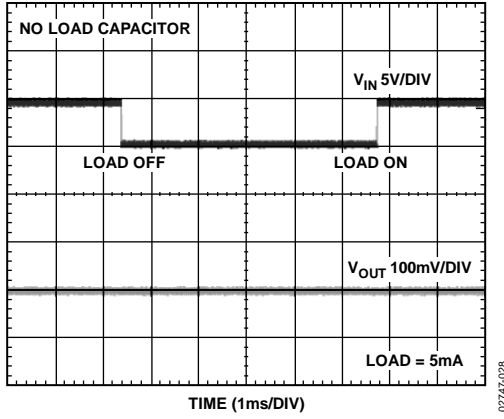 NO LOAD CAPACITOR
VIN 5V/DIV
LOAD OFF
LOAD ON
VOUT 100mV/DIV
LOAD = 5mA
TIME (1ms/DIV)
02747-028